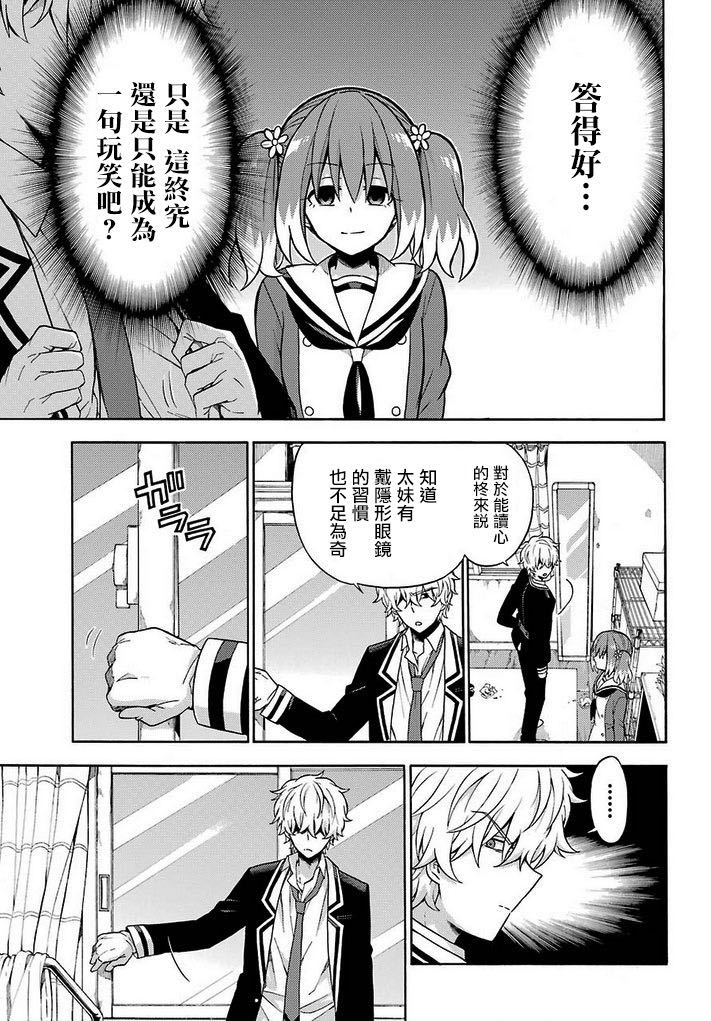 答得好…
只是 這終究
還是只能成為
一句玩笑吧？
對於能讀心
的柊來說
知道
太妹有
戴隱形眼鏡
的習慣
也不足為奇
ガラララ
……